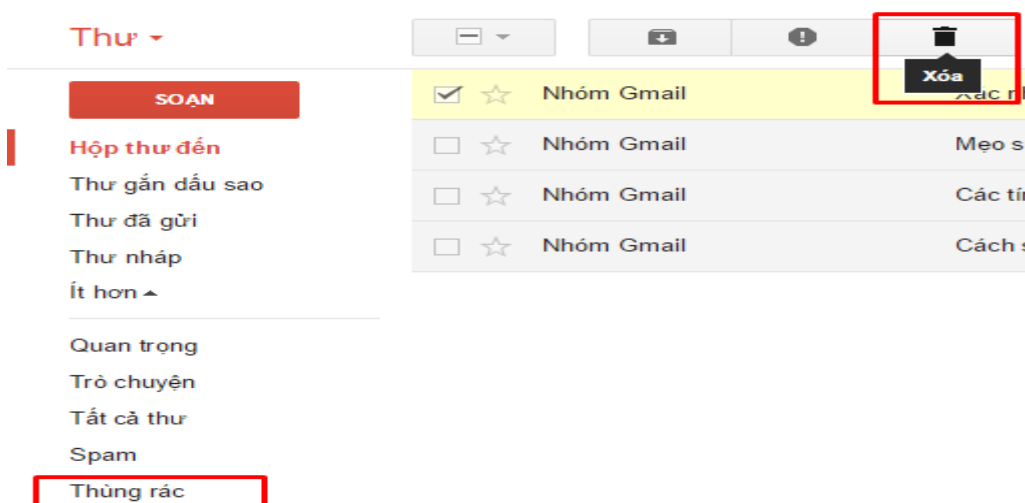 Thư
Xóa
SOẠN
Hộp thư đến
Thư gắn dấu sao
Thư đã gửi
Thư nháp
Ít hơn
Quan trọng
Trò chuyện
Tất cả thư
Spam
Thùng rác
Nhóm Gmail
Nhóm Gmail Mẹo
Nhóm Gmail Các
Nhóm Gmail Cách